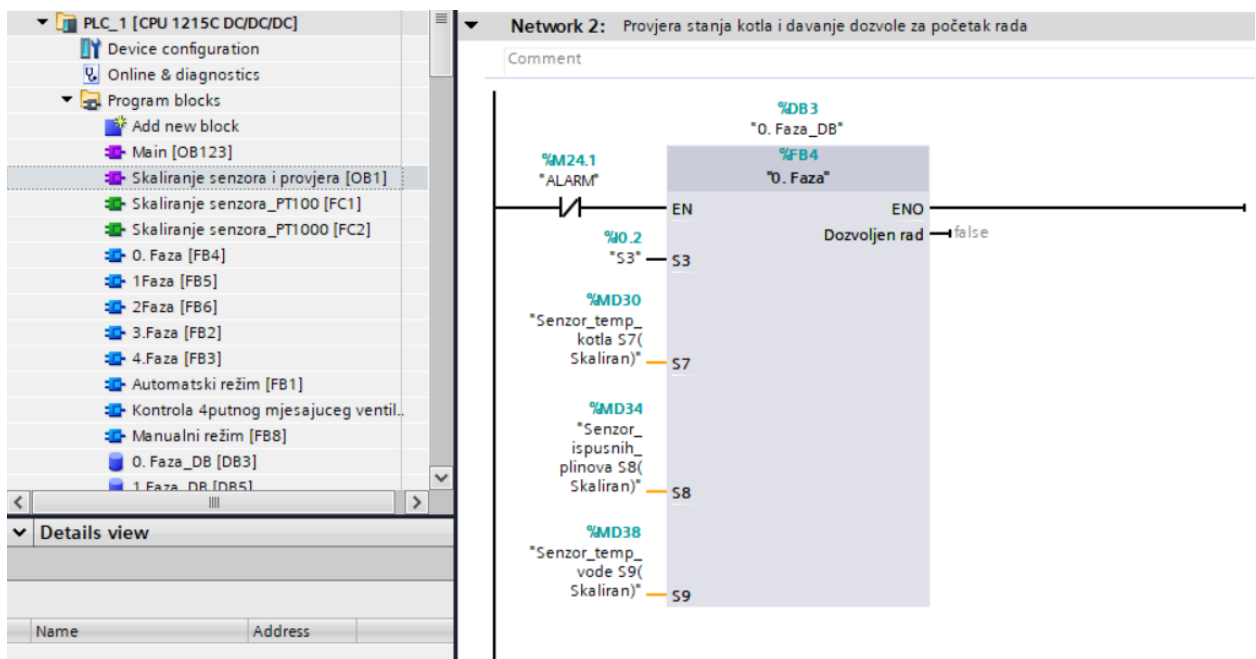 PLC_1 [CPU 1215C DC/DC/DC]
Device configuration
Online & diagnostics
Program blocks
Add new block
Main [OB123]
Skaliranje senzora i provjera [OB1]
Skaliranje senzora_PT100 [FC1]
Skaliranje senzora_PT1000 [FC2]
0. Faza [FB4]
1Faza [FB5]
2Faza [FB6]
3.Faza [FB2]
4.Faza [FB3]
Automatski režim [FB1]
Kontrola 4putnog mjesajuceg ventil..
Manualni režim [FB8]
0. Faza_DB [DB3]
1.Faza_DB [DB5]
Details view
Name Address
Network 2: Provjera stanja kotla i davanje dozvole za početak rada
Comment
%DB3
"0. Faza_DB"
%M24.1
"ALARM"
%FB4
"0. Faza"
EN ENO
Dozvoljen rad false
%I0.2
"S3" S3
%MD30
"Senzor_temp_
kotla S7(
Skaliran)" S7
%MD34
"Senzor_
ispusnih_
plinova S8(
Skaliran)" S8
%MD38
"Senzor_temp_
vode S9(
Skaliran)" S9